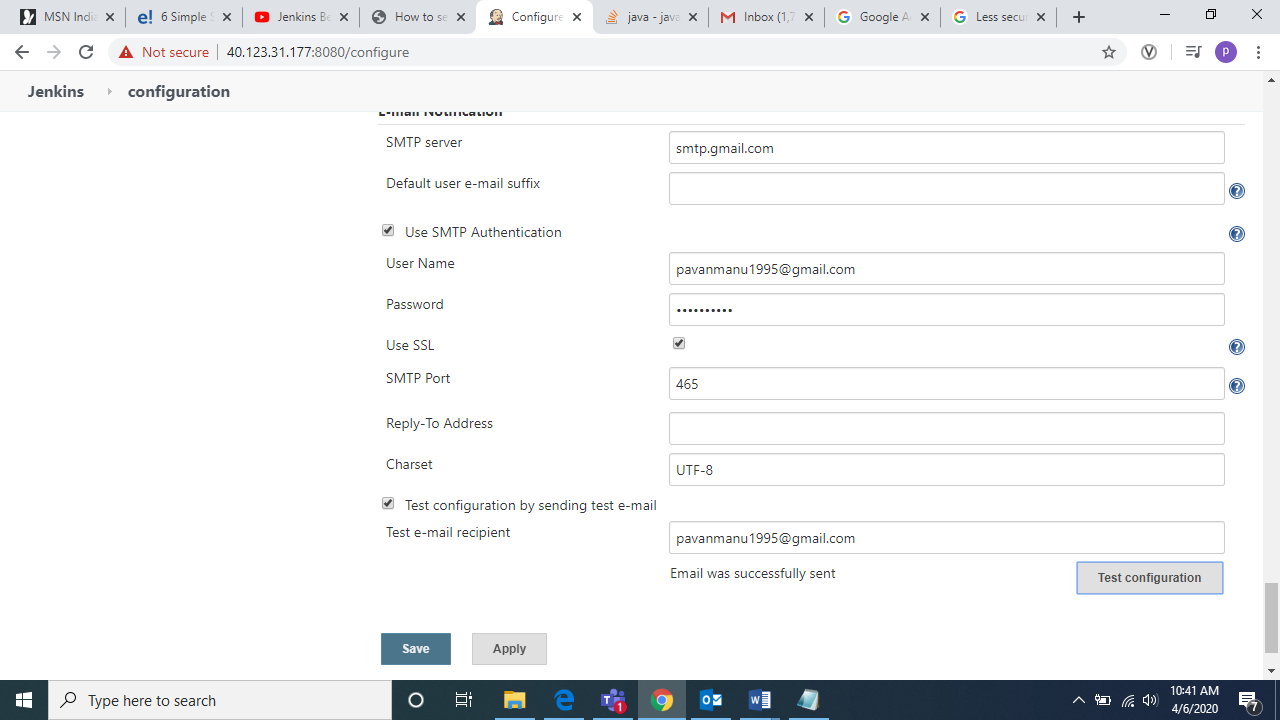 MSN India
6 Simple S
Jenkins Be
How to se
Configure
java - java
Inbox (1,7
Google A
Less secu
Not secure
40.123.31.177:8080/configure
p
Jenkins
configuration
E-mail Notification
SMTP server
smtp.gmail.com
Default user e-mail suffix
Use SMTP Authentication
User Name
pavanmanu1995@gmail.com
Password
••••••••••
Use SSL
SMTP Port
465
Reply-To Address
Charset
UTF-8
Test configuration by sending test e-mail
Test e-mail recipient
pavanmanu1995@gmail.com
Email was successfully sent
Test configuration
Save
Apply
Type here to search
1
10:41 AM
4/6/2020
7